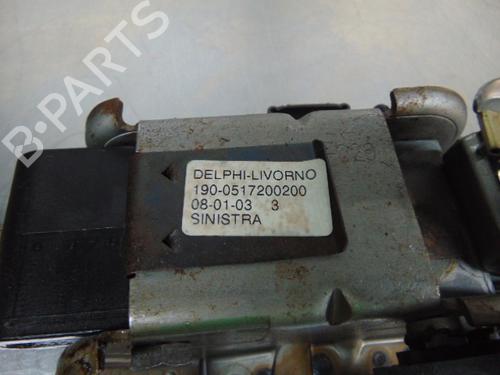 B-PARTS
DELPHI-LIVORNO
190-0517200200
08-01-03 3
SINISTRA